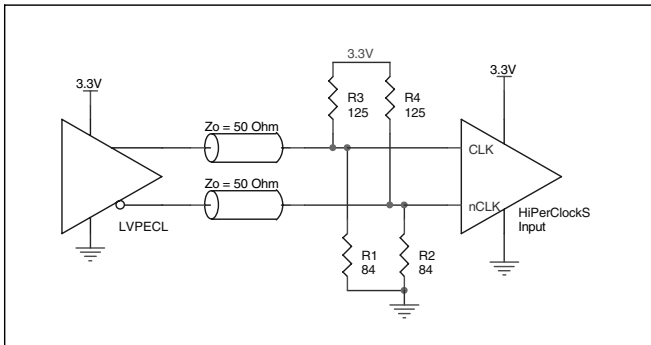 3.3V
3.3V
3.3V
R3
125
R4
125
Zo = 50 Ohm
CLK
Zo = 50 Ohm
nCLK
LVPECL
HiPerClockS
Input
R1
84
R2
84